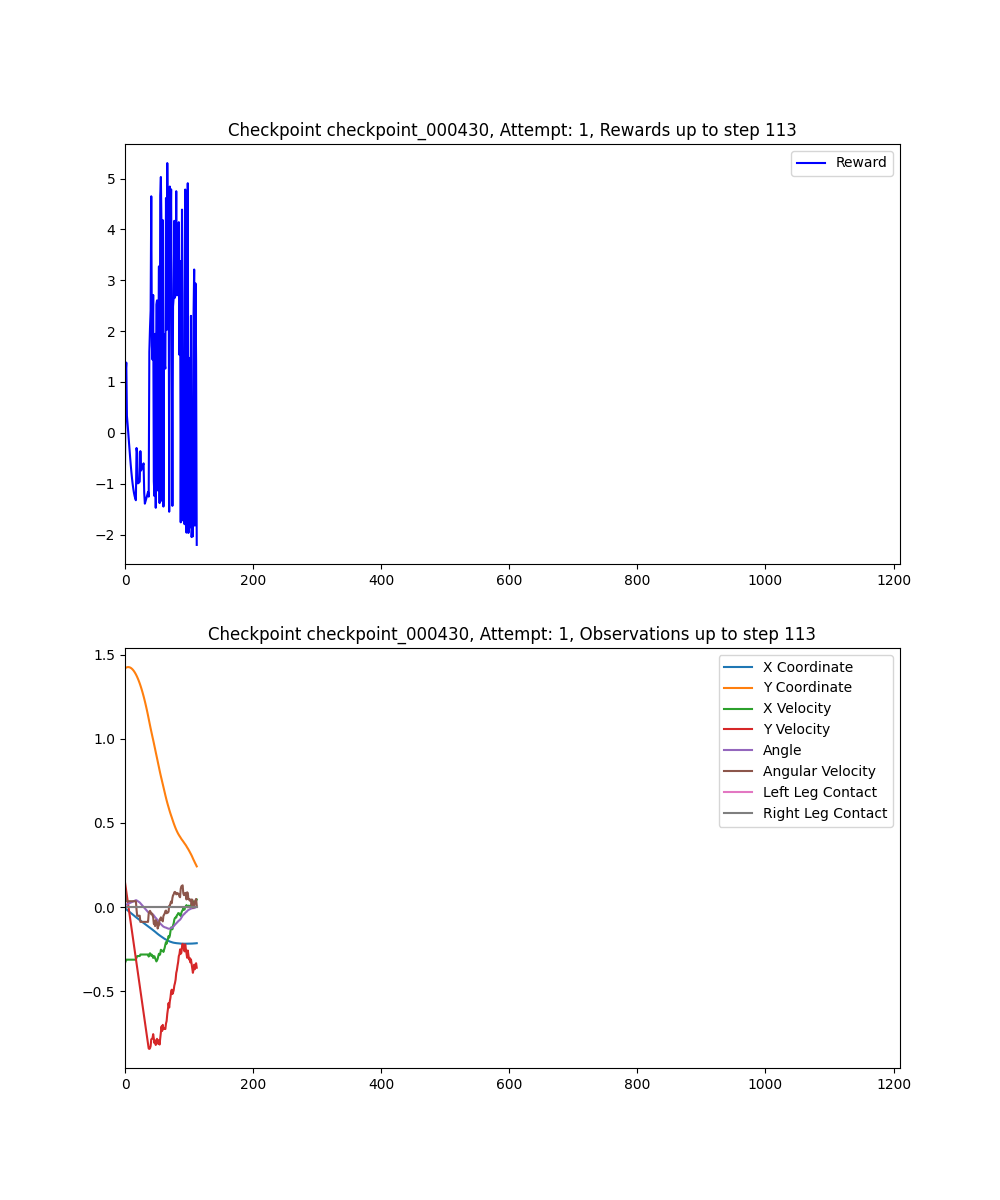 Checkpoint checkpoint_000430, Attempt: 1, Rewards up to step 113
Reward
5
4
3
2
1
0
−1
−2
0 200 400 600 800 1000 1200
Checkpoint checkpoint_000430, Attempt: 1, Observations up to step 113
X Coordinate
Y Coordinate
X Velocity
Y Velocity
Angle
Angular Velocity
Left Leg Contact
Right Leg Contact
1.5
1.0
0.5
0.0
−0.5
0 200 400 600 800 1000 1200